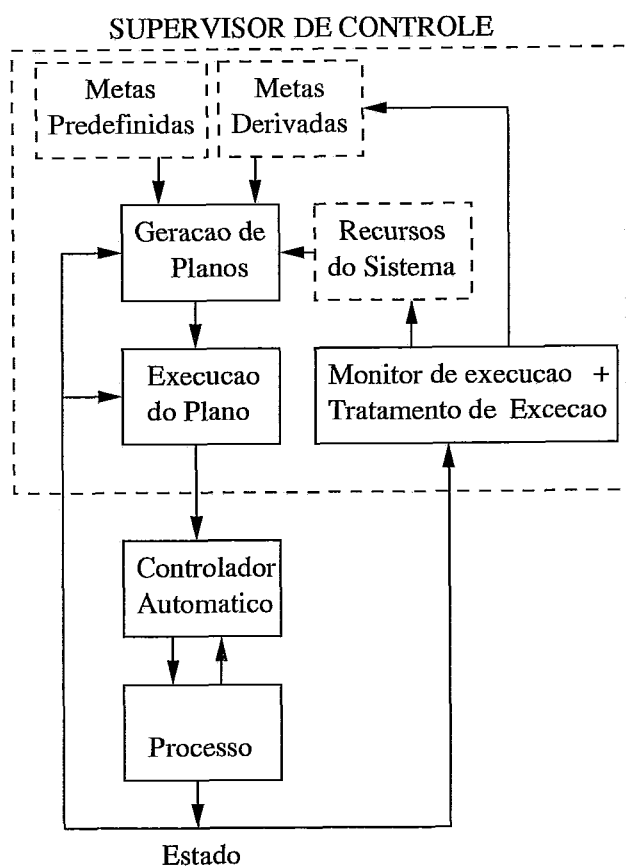 SUPERVISOR DE CONTROLE
Metas
Predefinidas
Metas
Derivadas
Geracao de
Planos
Recursos
do Sistema
Execucao
do Plano
Monitor de execucao +
Tratamento de Excecao
Controlador
Automatico
Processo
Estado